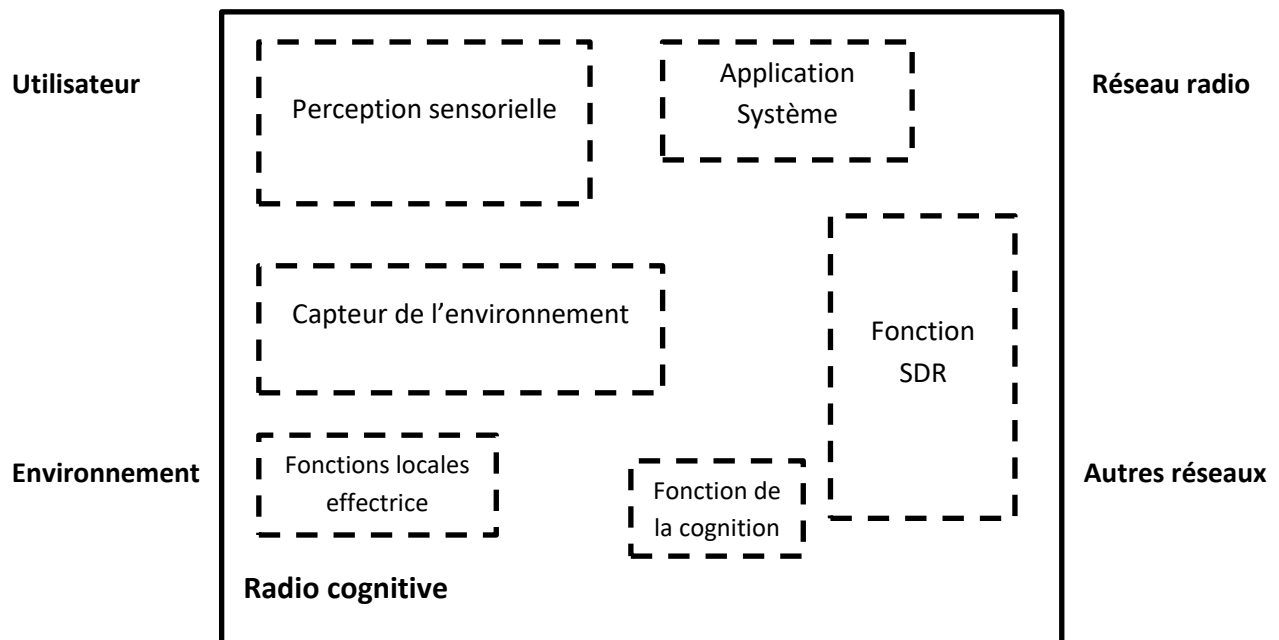 Utilisateur
Perception sensorielle
Application
Système
Réseau radio
Capteur de l’environnement
Fonction
SDR
Environnement
Fonctions locales
effectrice
Fonction de
la cognition
Autres réseaux
Radio cognitive